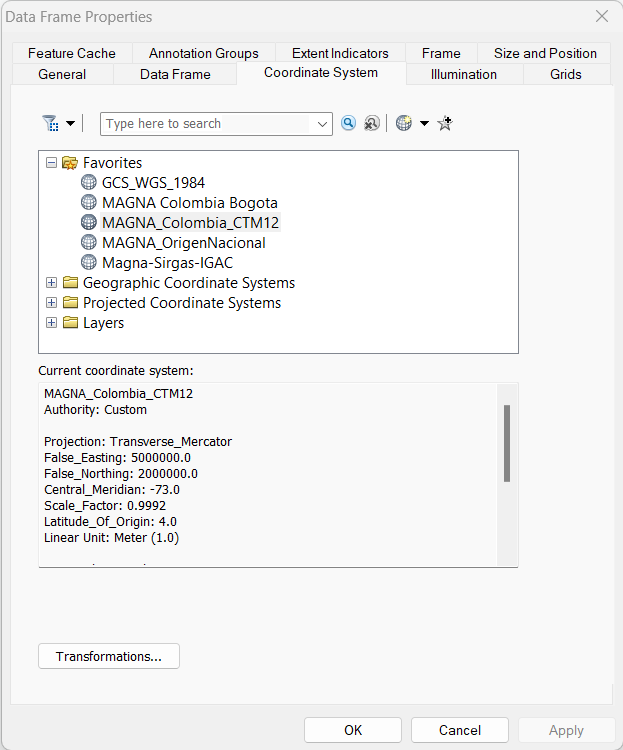 Data Frame Properties
Feature Cache Annotation Groups Extent Indicators Frame Size and Position
General Data Frame Coordinate System Illumination Grids
Type here to search
Favorites
GCS_WGS_1984
MAGNA Colombia Bogota
MAGNA_Colombia_CTM12
MAGNA_OrigenNacional
Magna-Sirgas-IGAC
Geographic Coordinate Systems
Projected Coordinate Systems
Layers
Current coordinate system:
MAGNA_Colombia_CTM12
Authority: Custom
Projection: Transverse_Mercator
False_Easting: 5000000.0
False_Northing: 2000000.0
Central_Meridian: -73.0
Scale_Factor: 0.9992
Latitude_Of_Origin: 4.0
Linear Unit: Meter (1.0)
Transformations...
OK Cancel Apply